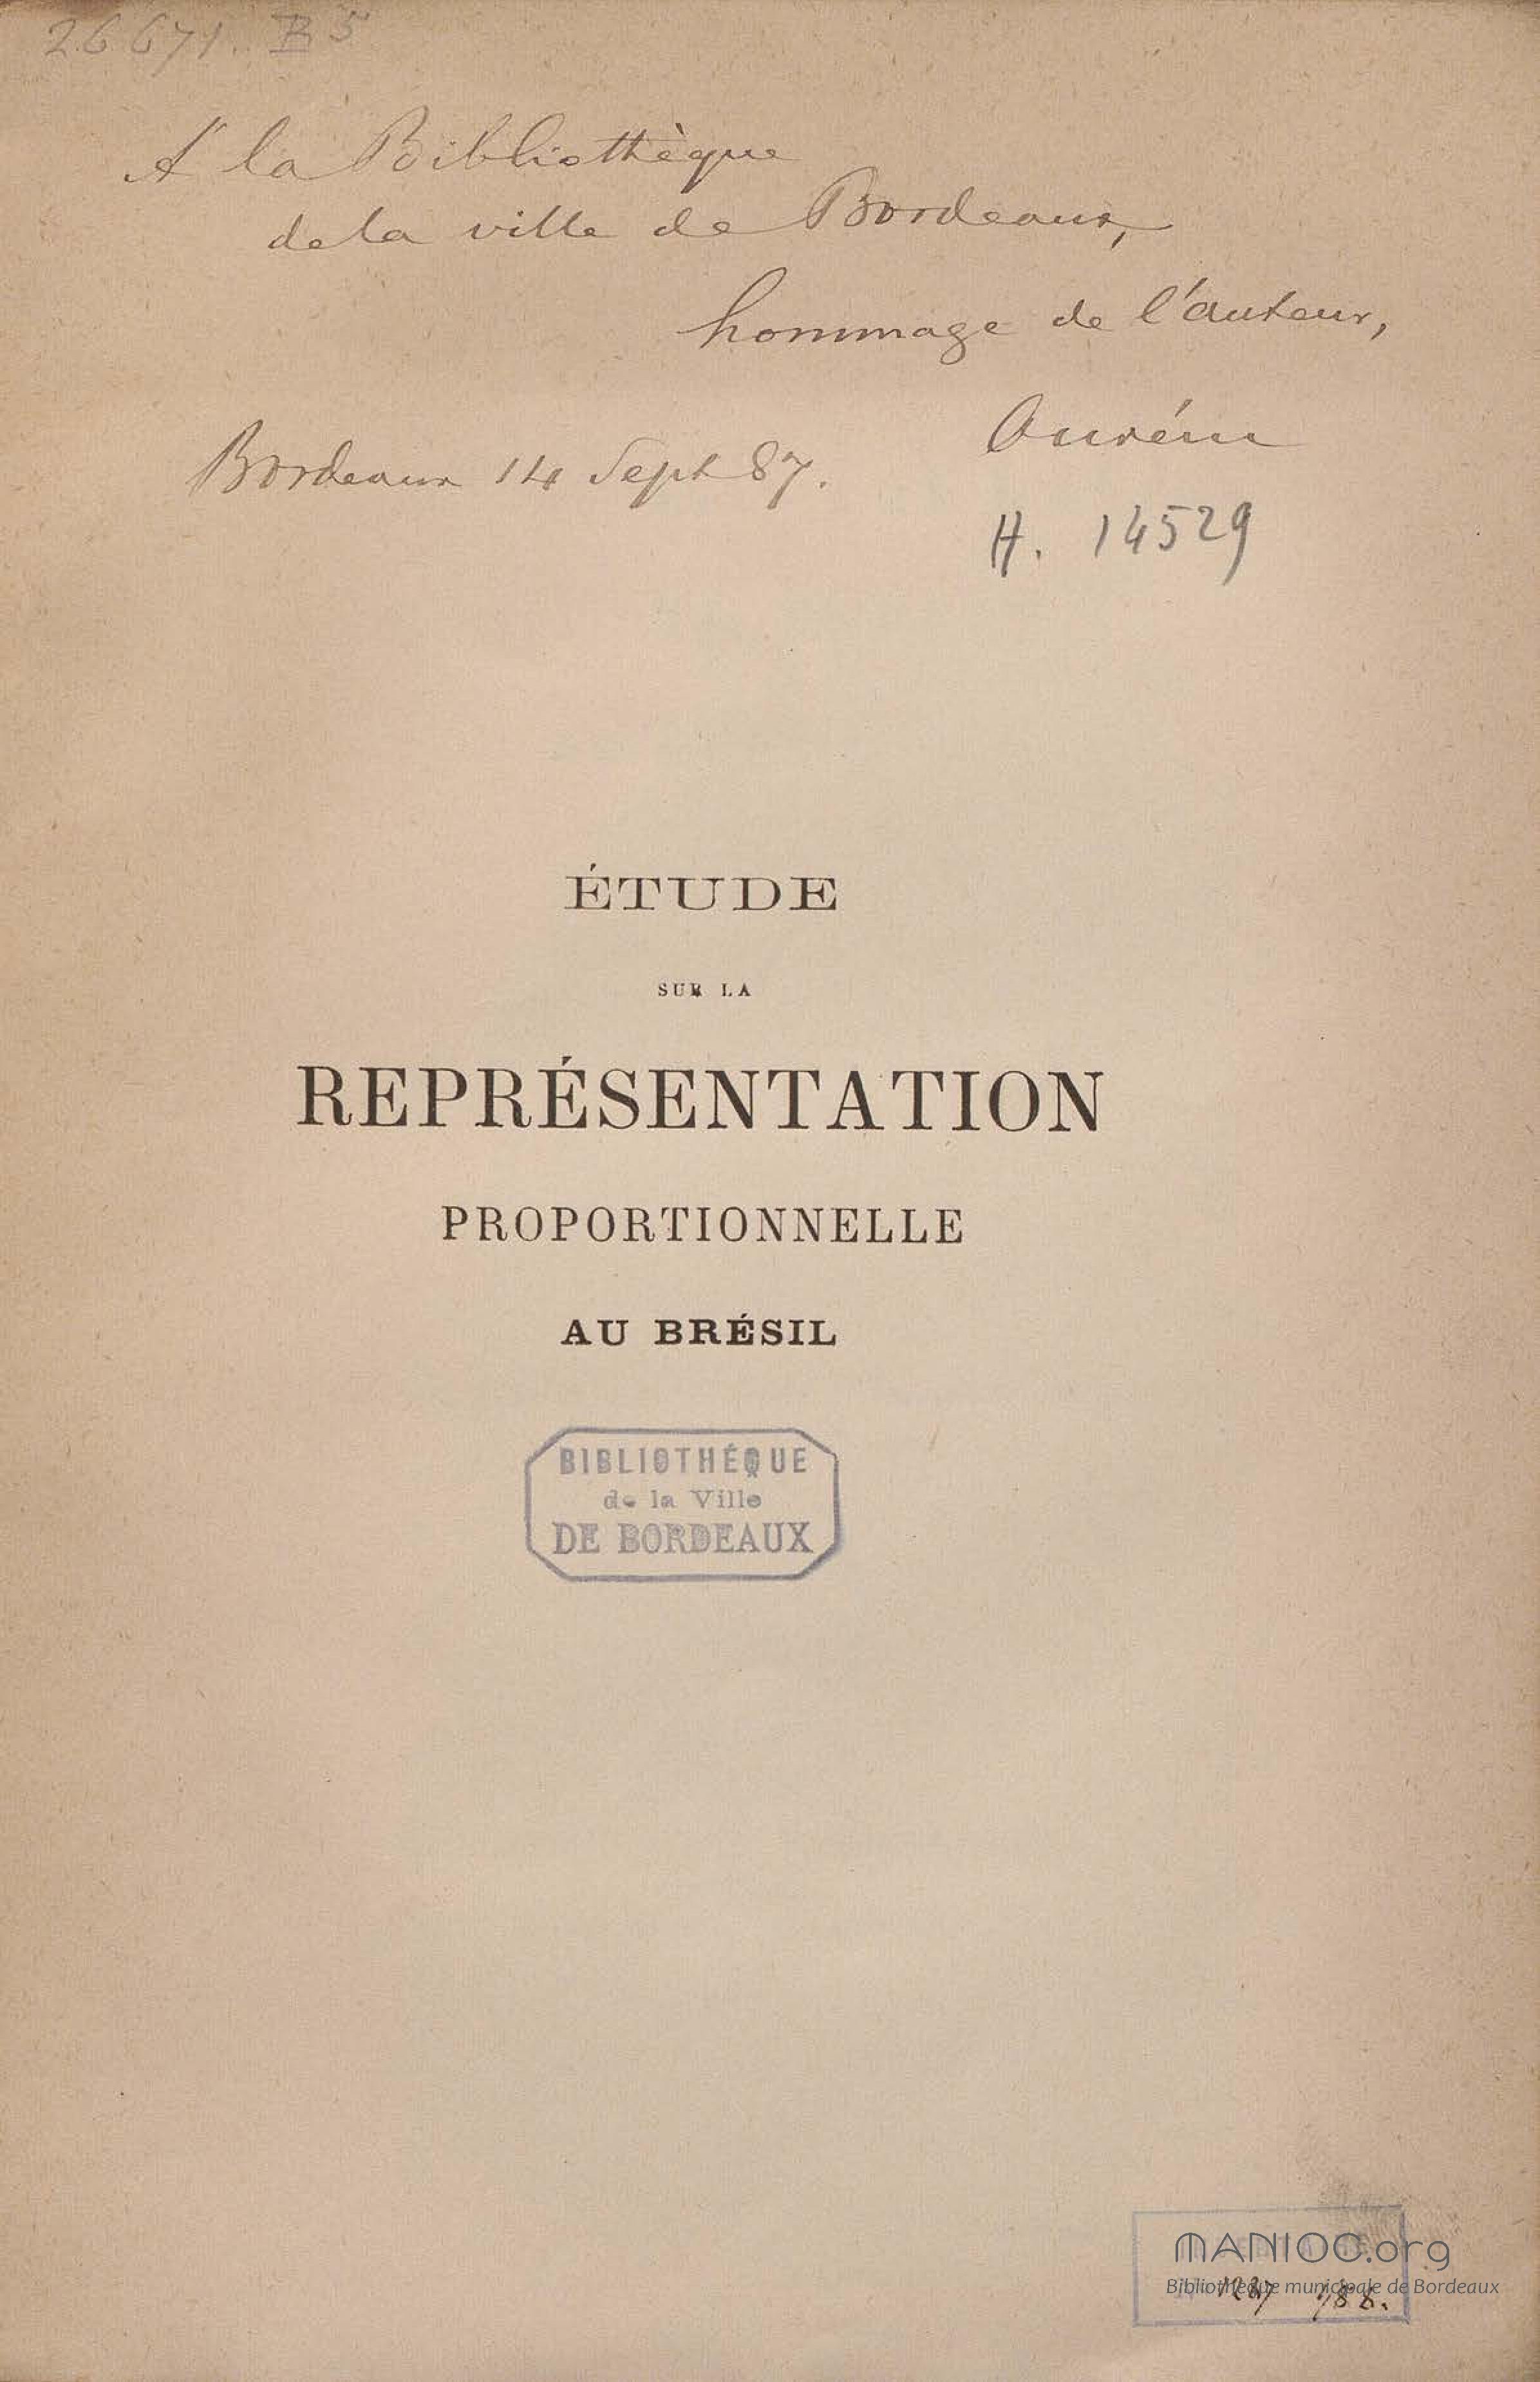 26671. B5
A la Bibliothèque
de la ville de Bordeaux,
hommage de l'auteur,
Bordeaux 14 Sept 87.
H. 14529
ÉTUDE
SUR LA
REPRÉSENTATION
PROPORTIONNELLE
AU BRÉSIL
BIBLIOTHÉQUE
de la Ville
DE BORDEAUX
MANIOC.org
Bibliothèque municipale de Bordeaux